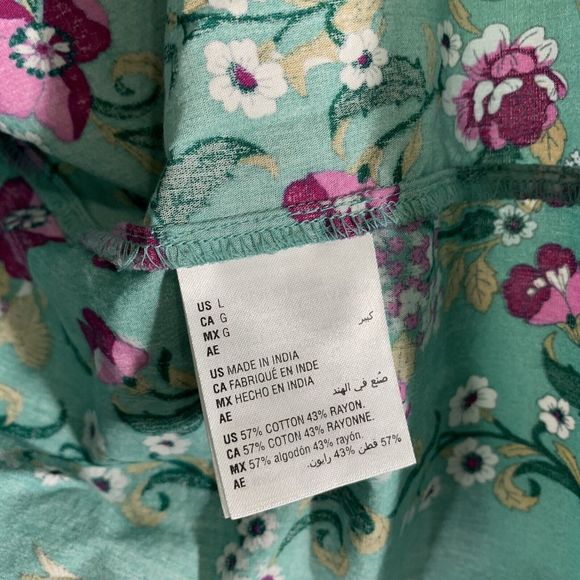 US L
CA G
MX G
AE كبير
US MADE IN INDIA
CA FABRIQUÉ EN INDE
MX HECHO EN INDIA
AE صُنع في الهند
US 57% COTTON 43% RAYON.
CA 57% COTON 43% RAYONNE.
MX 57% algodón 43% rayón.
AE 57% قطن 43% رايون.